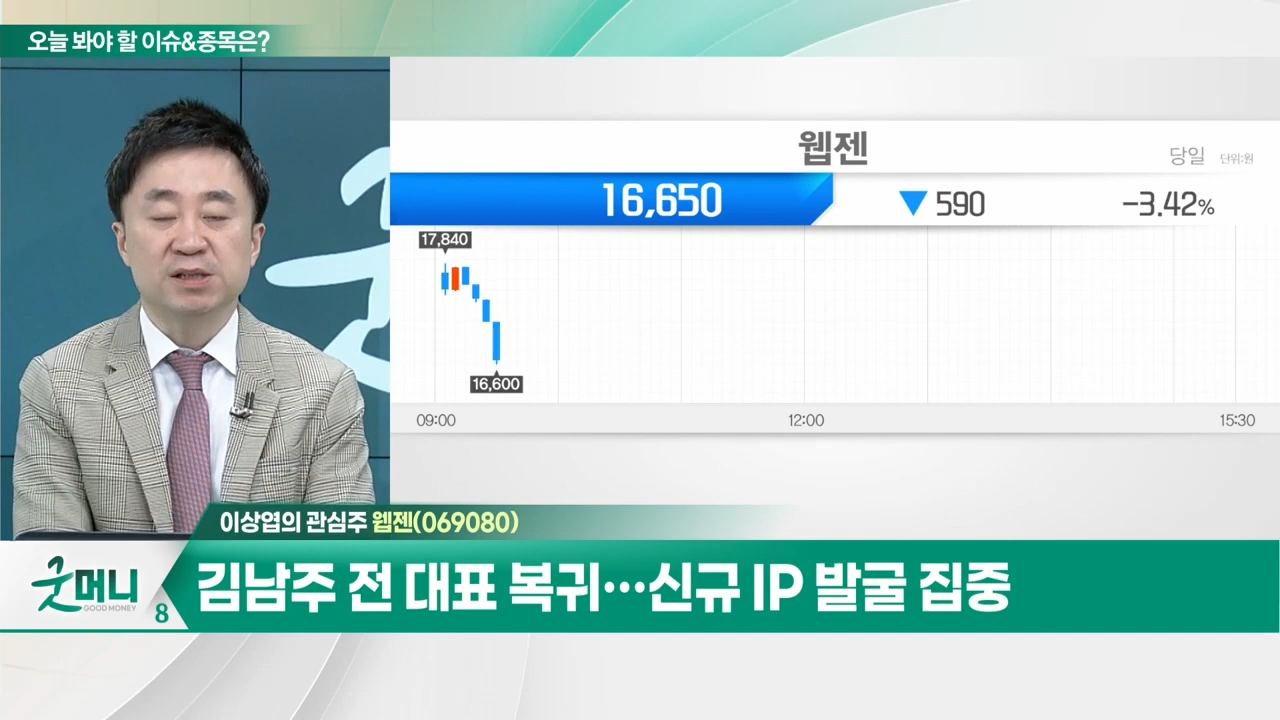 오늘 봐야 할 이슈&종목은?
웹젠
당일 단위:원
16,650 ▼ 590 -3.42%
17,840
16,600
09:00 12:00 15:30
이상엽의 관심주 웹젠(069080)
굿머니
GOOD MONEY
8
김남주 전 대표 복귀…신규 IP 발굴 집중